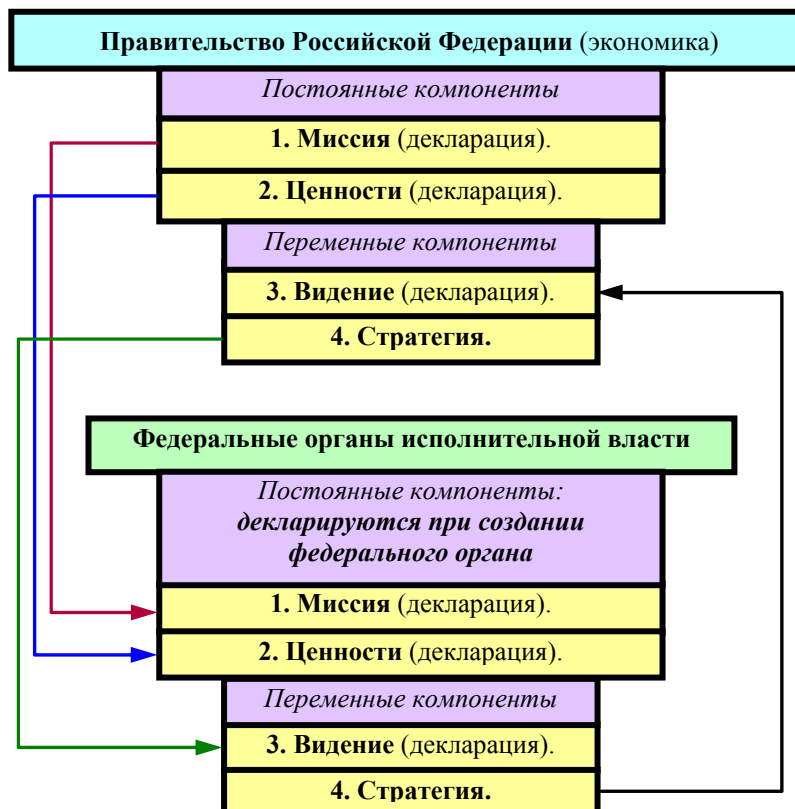 Правительство Российской Федерации (экономика)
Постоянные компоненты
1. Миссия (декларация).
2. Ценности (декларация).
Переменные компоненты
3. Видение (декларация).
4. Стратегия.
Федеральные органы исполнительной власти
Постоянные компоненты:
декларируются при создании
федерального органа
1. Миссия (декларация).
2. Ценности (декларация).
Переменные компоненты
3. Видение (декларация).
4. Стратегия.